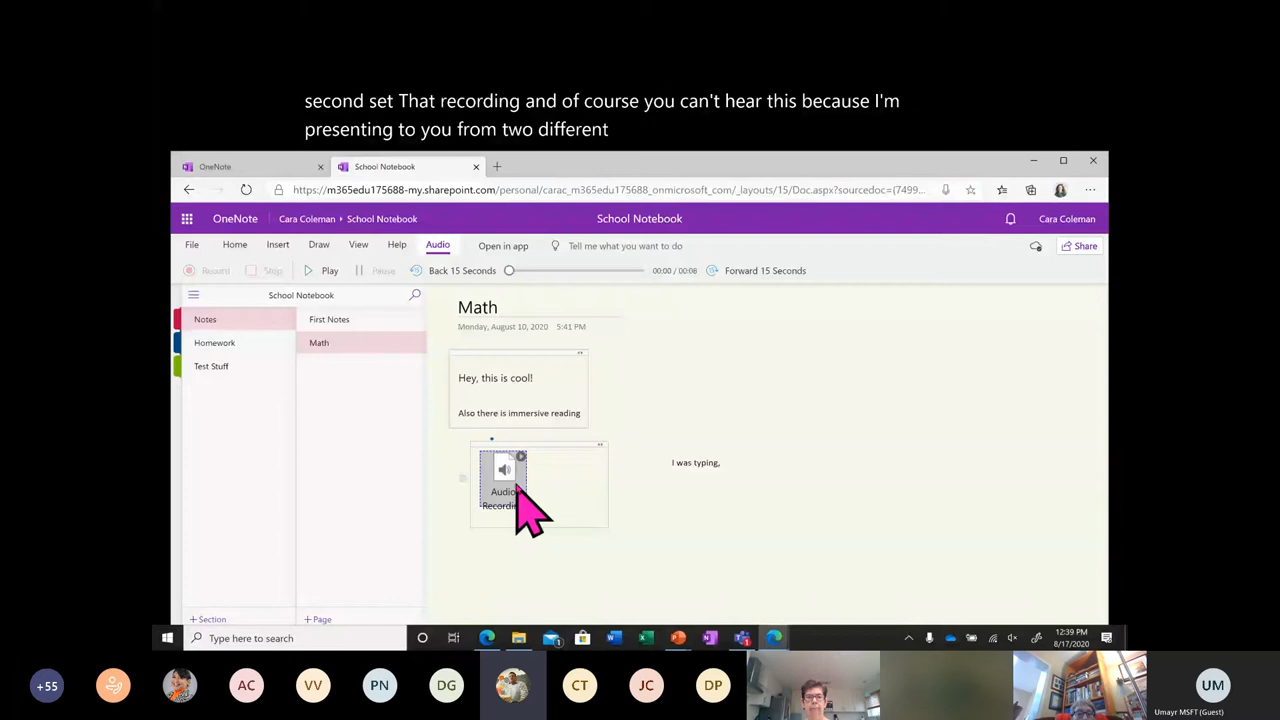 second set That recording and of course you can't hear this because I'm
presenting to you from two different
OneNote
School Notebook
https://m365edu175688-my.sharepoint.com/personal/carac_m365edu175688_onmicrosoft_com/_layouts/15/Doc.aspx?sourcedoc=(7499...
OneNote Cara Coleman › School Notebook School Notebook Cara Coleman
File Home Insert Draw View Help Audio Open in app Tell me what you want to do Share
Record Stop Play Pause Back 15 Seconds 00:00 / 00:08 Forward 15 Seconds
School Notebook
Notes
Homework
Test Stuff
First Notes
Math
Math
Monday, August 10, 2020 5:41 PM
Hey, this is cool!
Also there is immersive reading
Audio
I was typing,
+ Section
+ Page
Type here to search
12:39 PM
8/17/2020
+55 AC VV PN DG CT JC DP UM
Umayr MSFT (Guest)